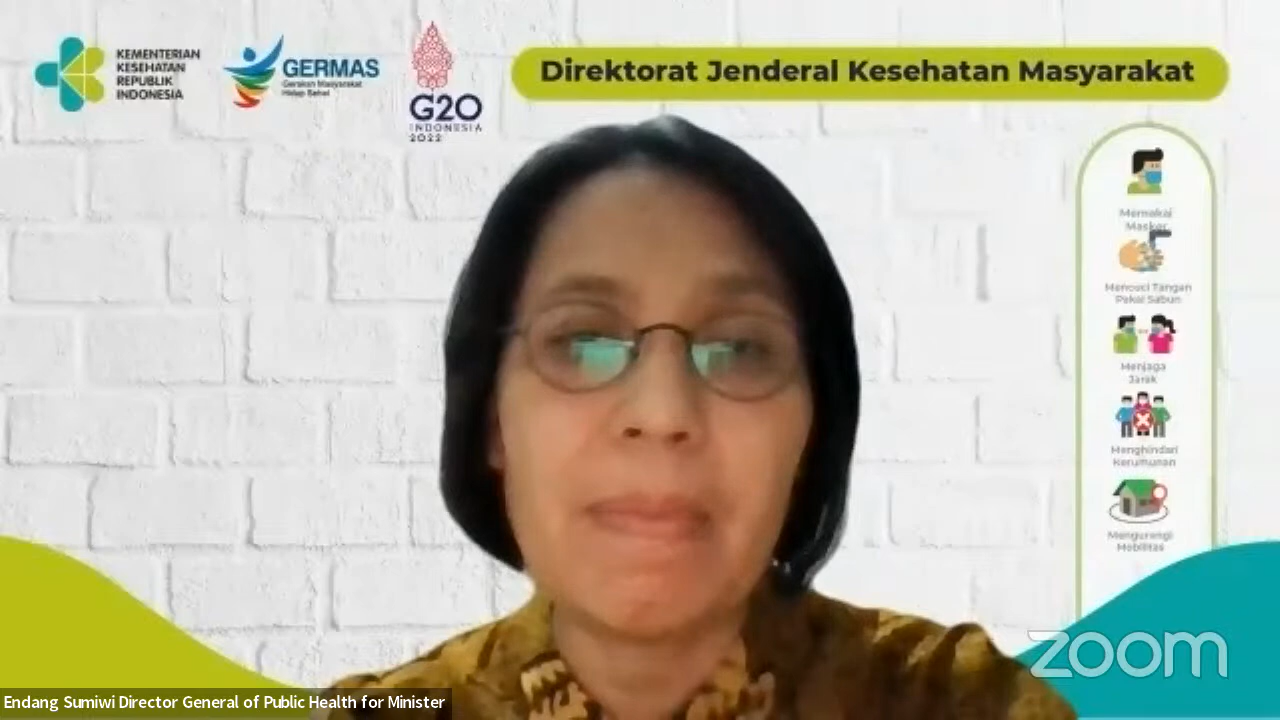 KEMENTERIAN
KESEHATAN
REPUBLIK
INDONESIA
GERMAS
Gerakan Masyarakat
Hidup Sehat
G20
INDONESIA
2022
Direktorat Jenderal Kesehatan Masyarakat
Memakai
Masker
Mencuci Tangan
Pakai Sabun
Menjaga
Jarak
Menghindari
Kerumunan
Mengurangi
Mobilitas
zoom
Endang Sumiwi Director General of Public Health for Minister